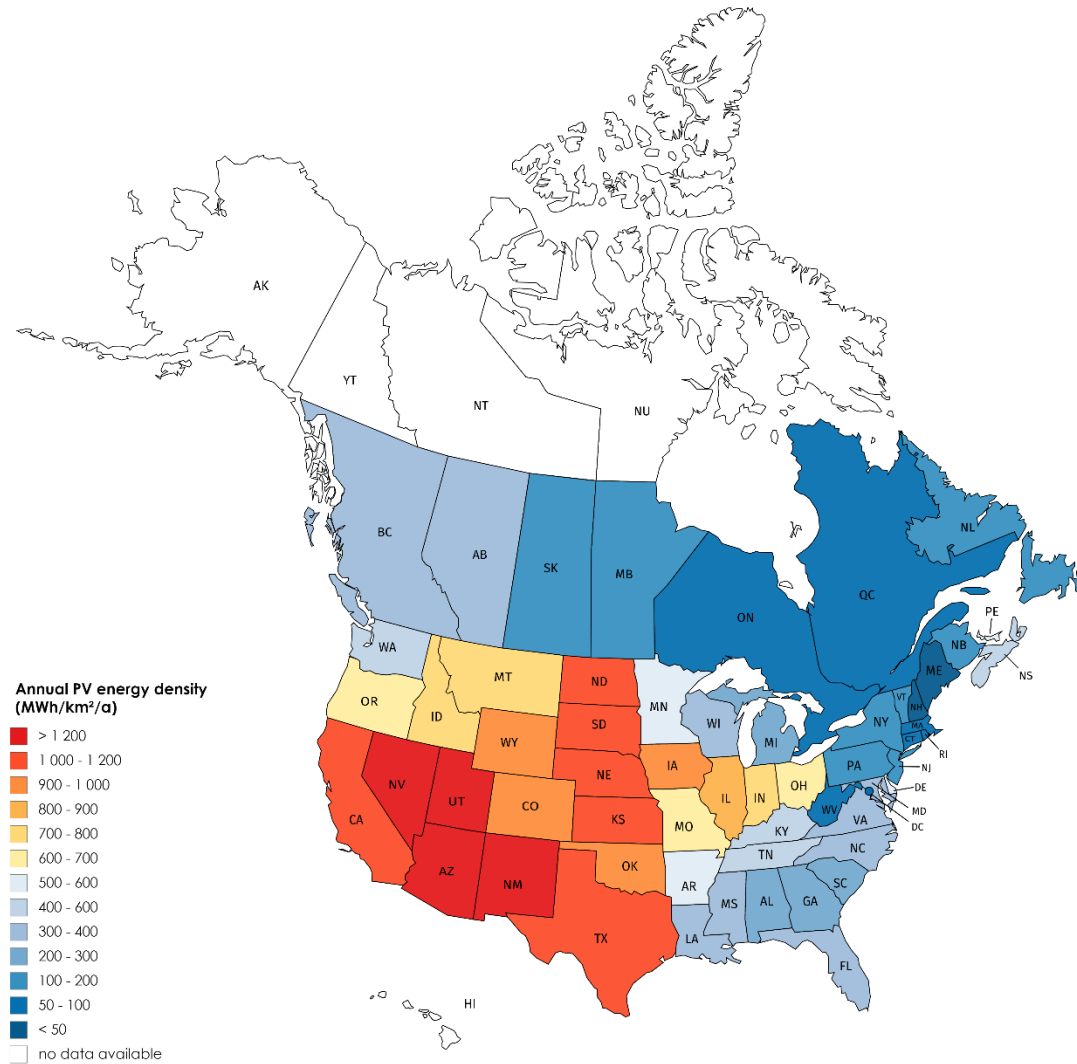 AK
YT
NT
NU
BC
AB
SK
MB
ON
QC
NL
PE
NB
NS
WA
MT
ND
MN
ME
OR
ID
SD
WI
MI
VT
NH
NY
MA
CT
RI
WY
NE
IA
PA
NJ
NV
UT
CO
IL
IN
OH
DE
MD
DC
CA
KS
MO
WV
KY
VA
AZ
NM
OK
TN
NC
AR
SC
TX
MS
AL
GA
LA
FL
HI
Annual PV energy density
(MWh/km²/a)
> 1 200
1 000 - 1 200
900 - 1 000
800 - 900
700 - 800
600 - 700
500 - 600
400 - 600
300 - 400
200 - 300
100 - 200
50 - 100
< 50
no data available